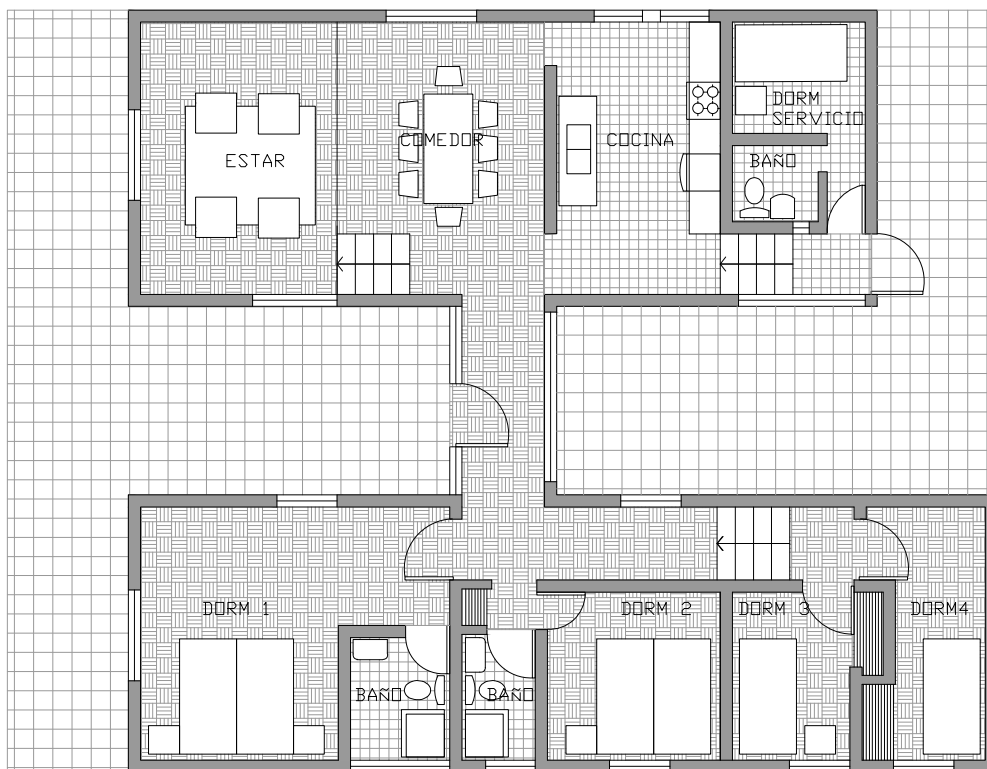 DORM
SERVICIO
ESTAR
COMEDOR
COCINA
BAÑO
DORM 1
DORM 2
DORM 3
DORM4
BAÑO
BAÑO